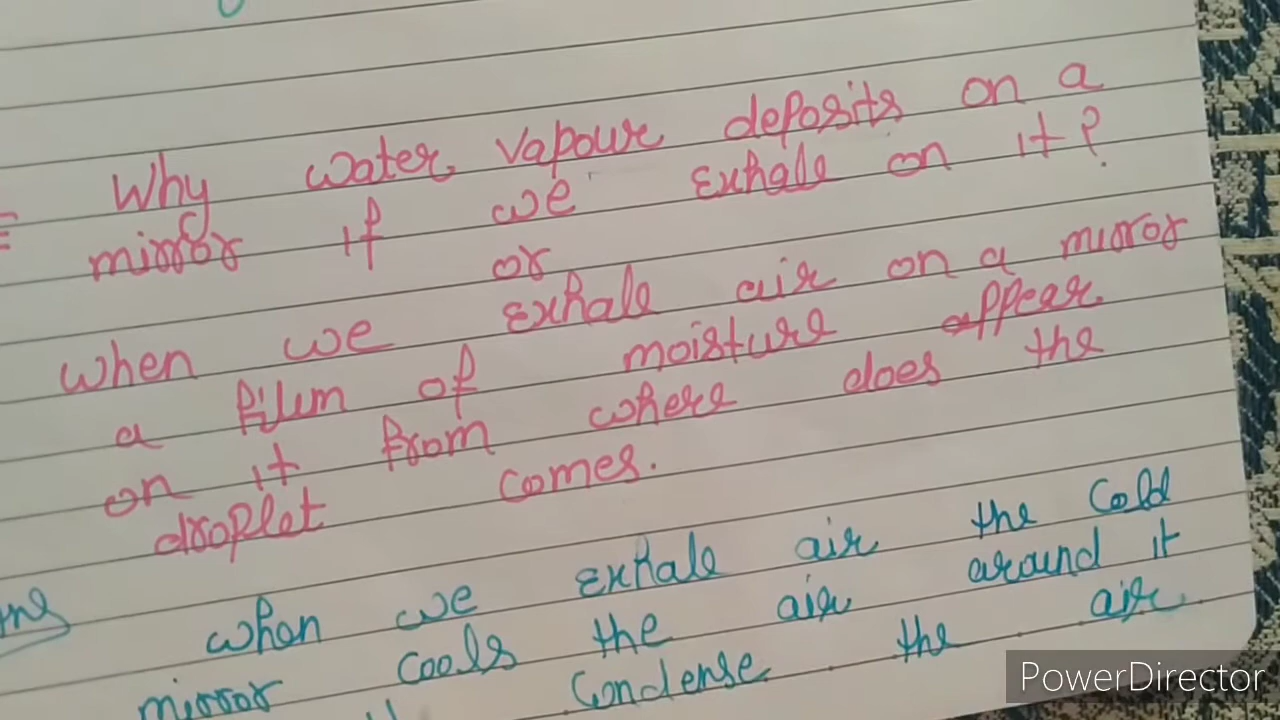 Why water vapour deposits on a
mirror if we exhale on it?
or
when we exhale air on a mirror
a filum of moisture appear
on it from where does the
droplet comes.
Ans when we exhale air the cold
mirror cools the air around it
condense the air
PowerDirector